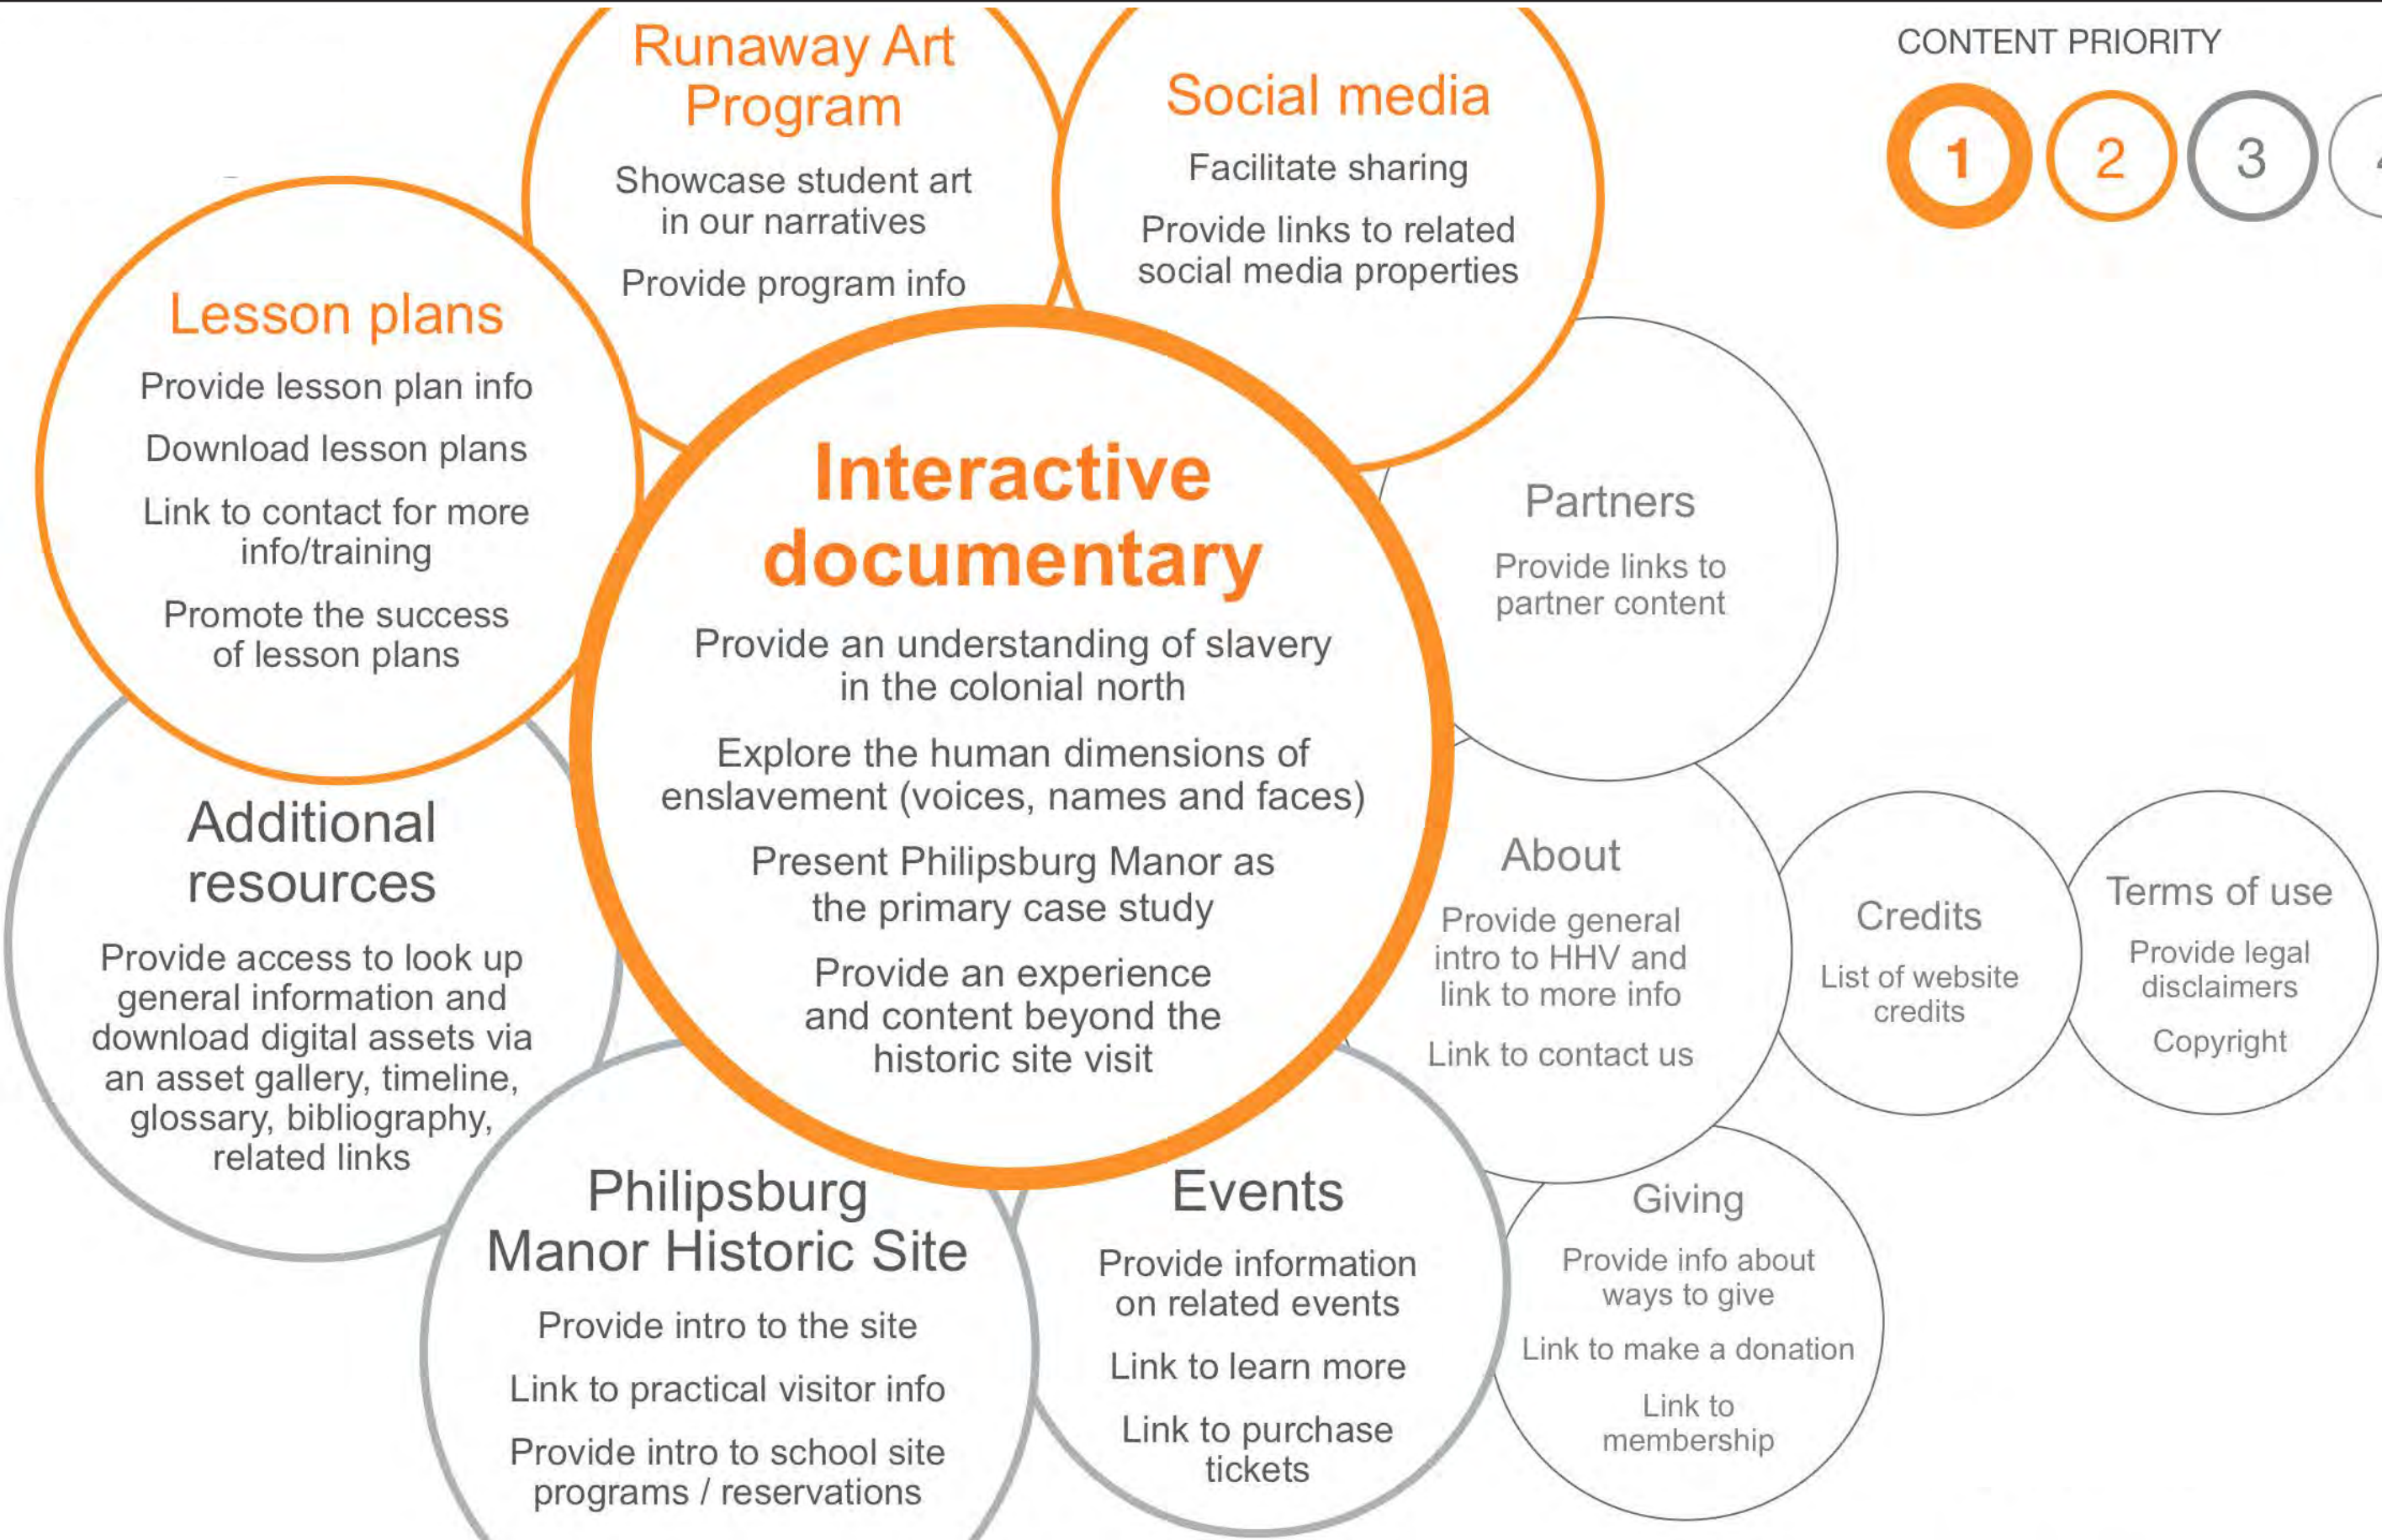 Runaway Art
Program
Showcase student art
in our narratives
Provide program info
Social media
Facilitate sharing
Provide links to related
social media properties
CONTENT PRIORITY
1
2
3
Lesson plans
Provide lesson plan info
Download lesson plans
Link to contact for more
info/training
Promote the success
of lesson plans
Interactive
documentary
Provide an understanding of slavery
in the colonial north
Explore the human dimensions of
enslavement (voices, names and faces)
Present Philipsburg Manor as
the primary case study
Provide an experience
and content beyond the
historic site visit
Partners
Provide links to
partner content
Additional
resources
Provide access to look up
general information and
download digital assets via
an asset gallery, timeline,
glossary, bibliography,
related links
About
Provide general
intro to HHV and
link to more info
Link to contact us
Credits
List of website
credits
Terms of use
Provide legal
disclaimers
Copyright
Philipsburg
Manor Historic Site
Provide intro to the site
Link to practical visitor info
Provide intro to school site
programs / reservations
Events
Provide information
on related events
Link to learn more
Link to purchase
tickets
Giving
Provide info about
ways to give
Link to make a donation
Link to
membership